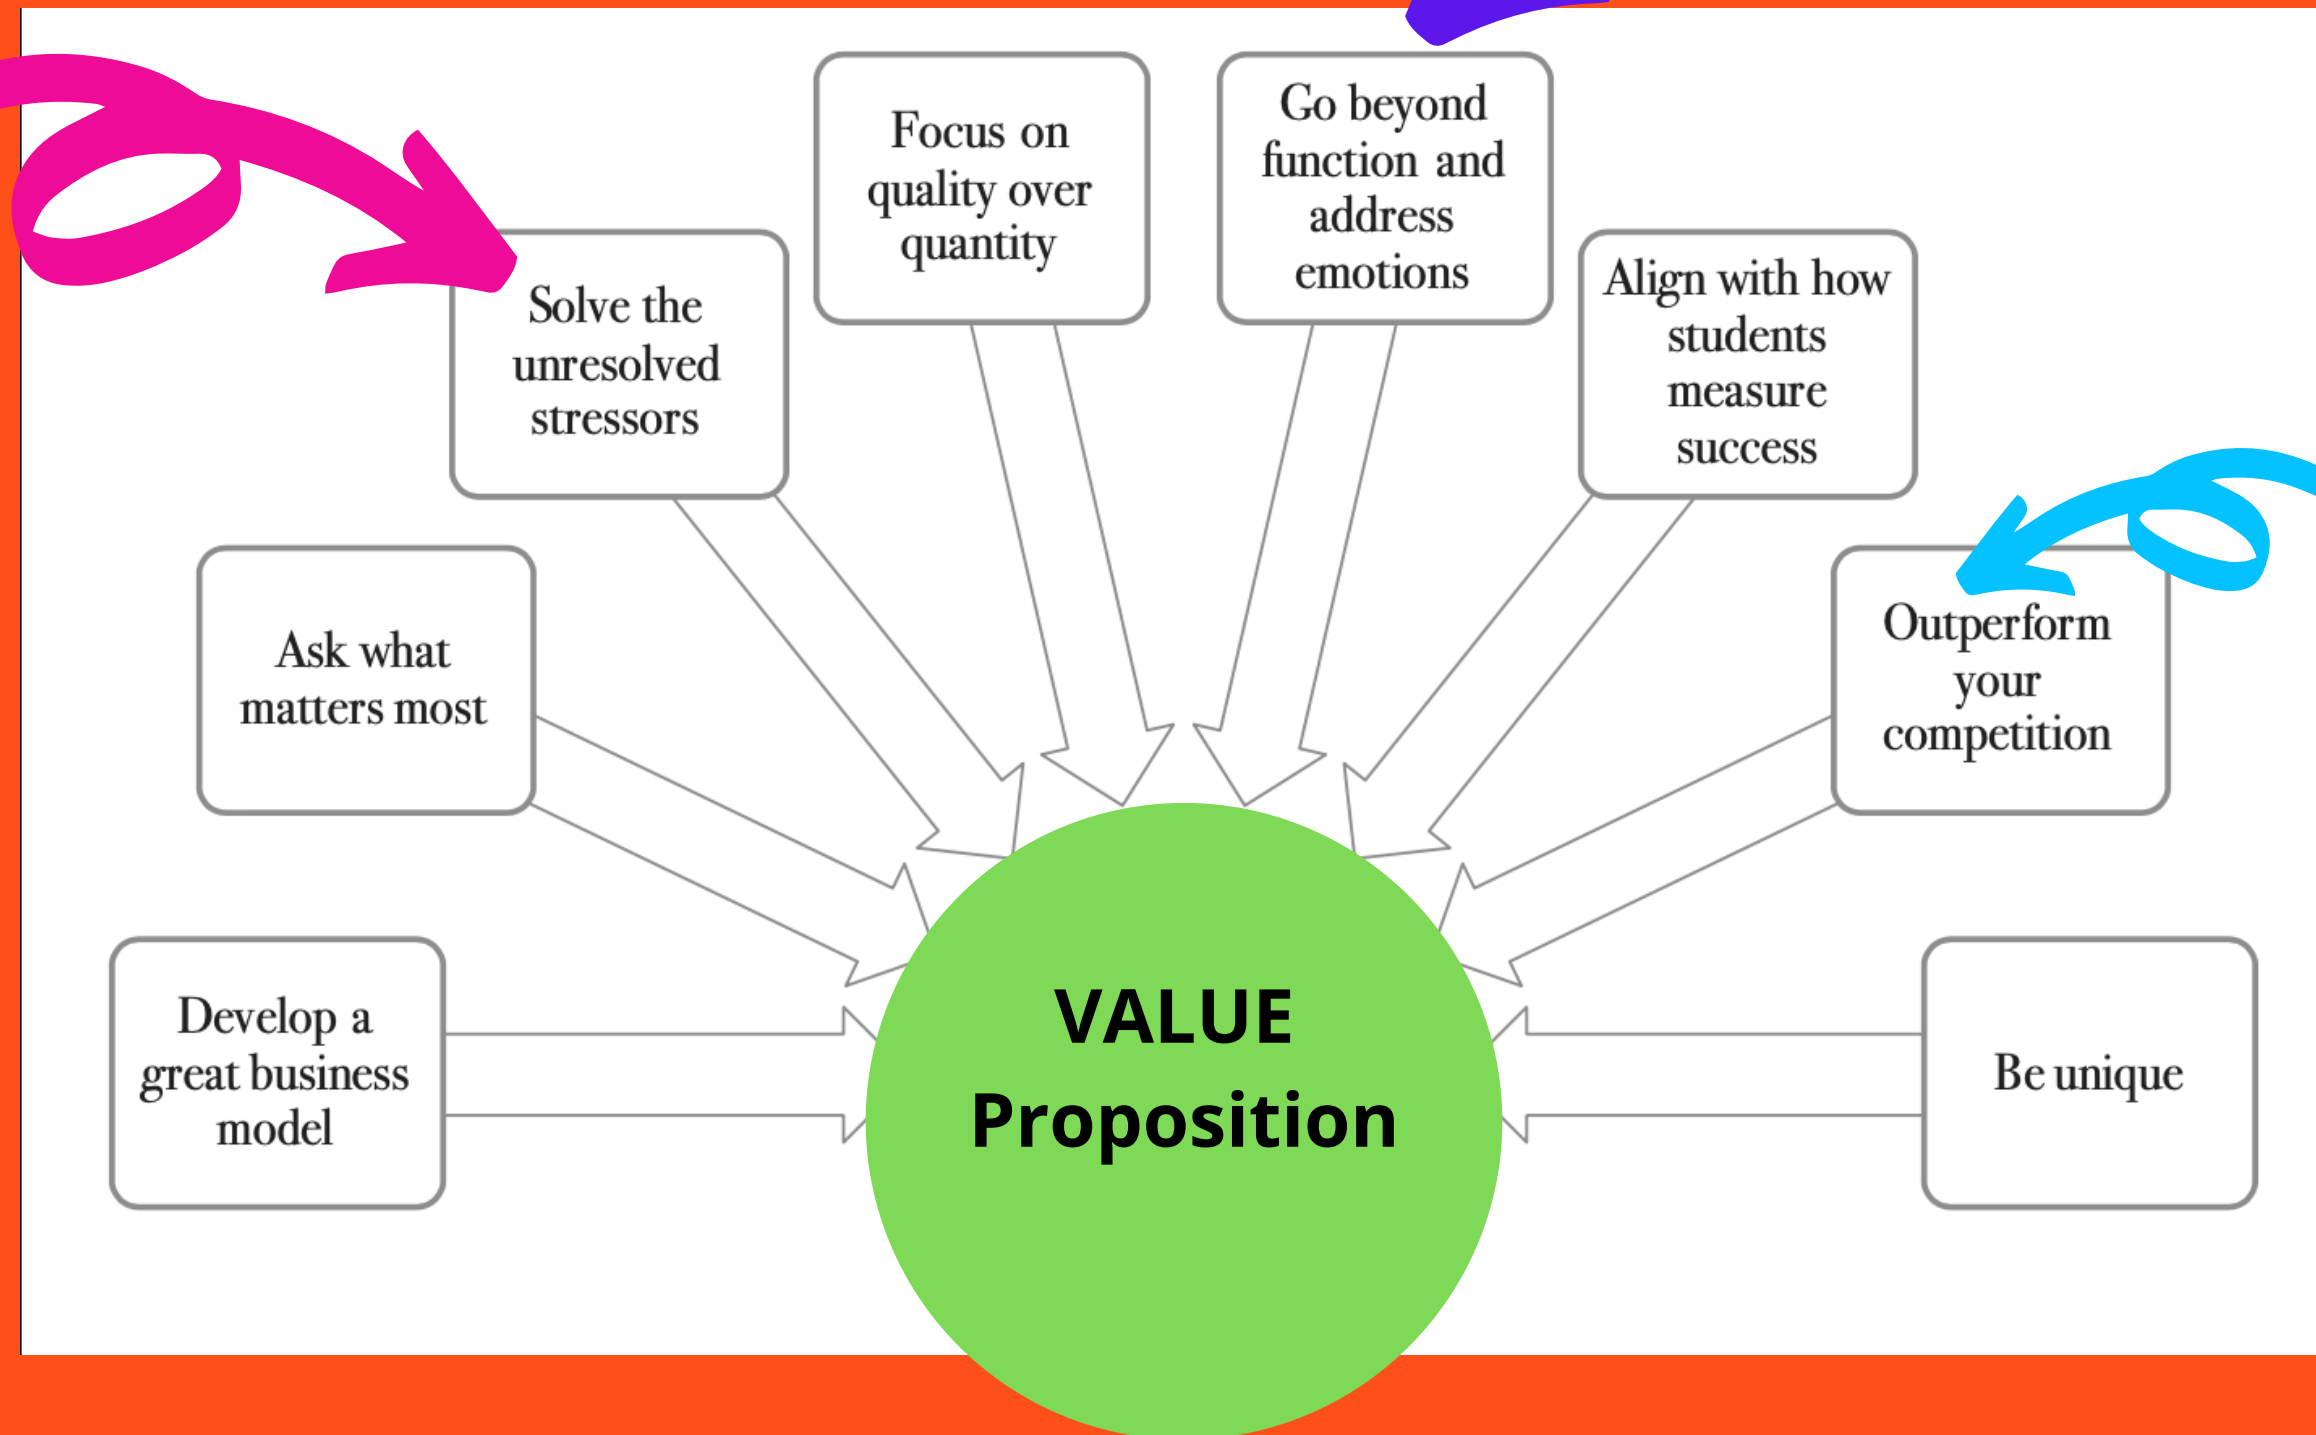 Focus on
quality over
quantity
Go beyond
function and
address
emotions
Solve the
unresolved
stressors
Align with how
students
measure
success
Ask what
matters most
Outperform
your
competition
Develop a
great business
model
VALUE
Proposition
Be unique